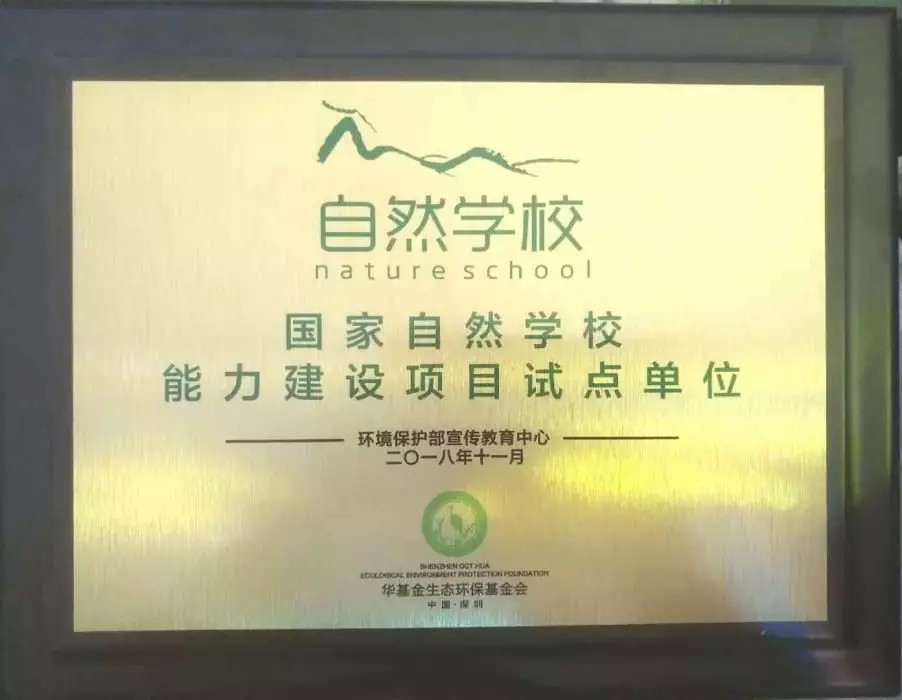 自然学校
nature school
国家自然学校
能力建设项目试点单位
环境保护部宣传教育中心
二〇一八年十一月
SHENZHEN OCT HUA
ECOLOGICAL ENVIRONMENT PROTECTION FOUNDATION
华基金生态环保基金会
中国·深圳